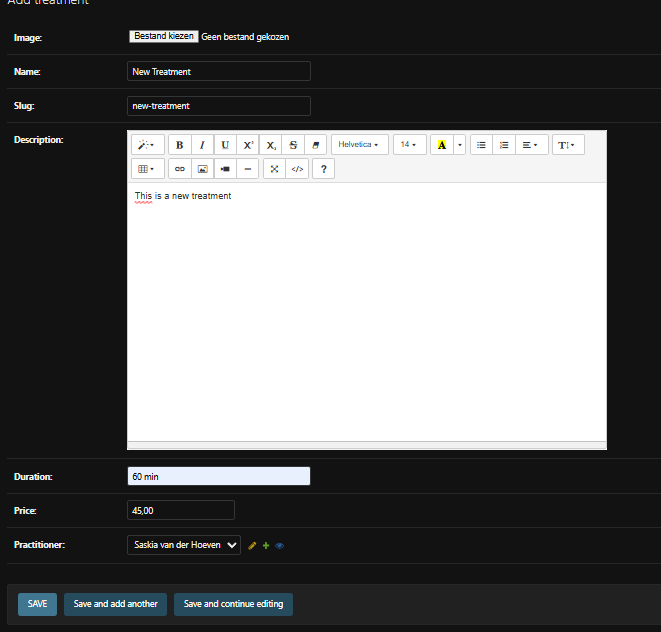 Add treatment
Image: Bestand kiezen Geen bestand gekozen
Name: New Treatment
Slug: new-treatment
Description:
B I U X¹ X₁ S Helvetica 14 A T
</> ?
This is a new treatment
Duration: 60 min
Price: 45,00
Practitioner: Saskia van der Hoeven
SAVE Save and add another Save and continue editing